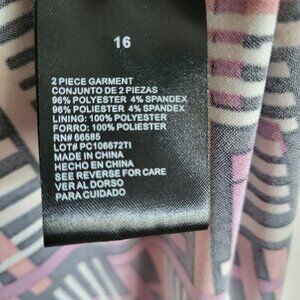 16
2 PIECE GARMENT
CONJUNTO DE 2 PIEZAS
96% POLYESTER 4% SPANDEX
96% POLIESTER 4% SPANDEX
LINING: 100% POLYESTER
FORRO: 100% POLIESTER
RN# 66565
LOT# PC106672TI
MADE IN CHINA
HECHO EN CHINA
SEE REVERSE FOR CARE
VER AL DORSO
PARA CUIDADO